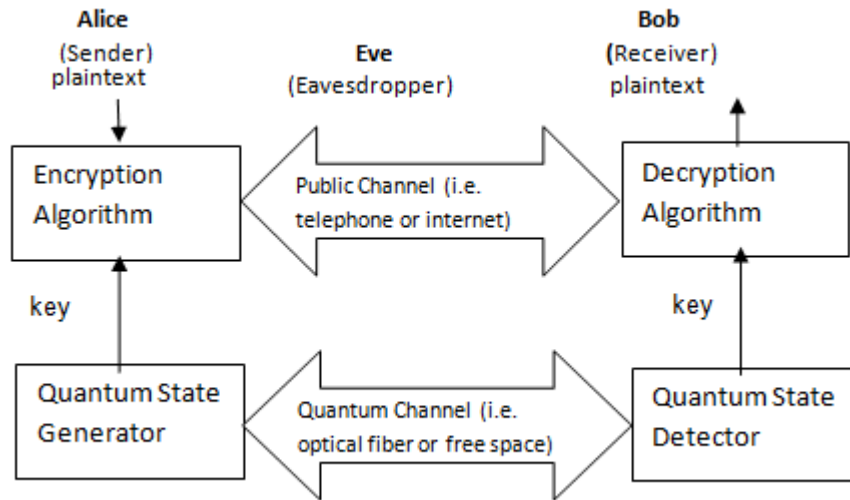 Alice
(Sender)
plaintext
Eve
(Eavesdropper)
Bob
(Receiver)
plaintext
Encryption
Algorithm
Public Channel (i.e.
telephone or internet)
Decryption
Algorithm
key
key
Quantum State
Generator
Quantum Channel (i.e.
optical fiber or free space)
Quantum State
Detector